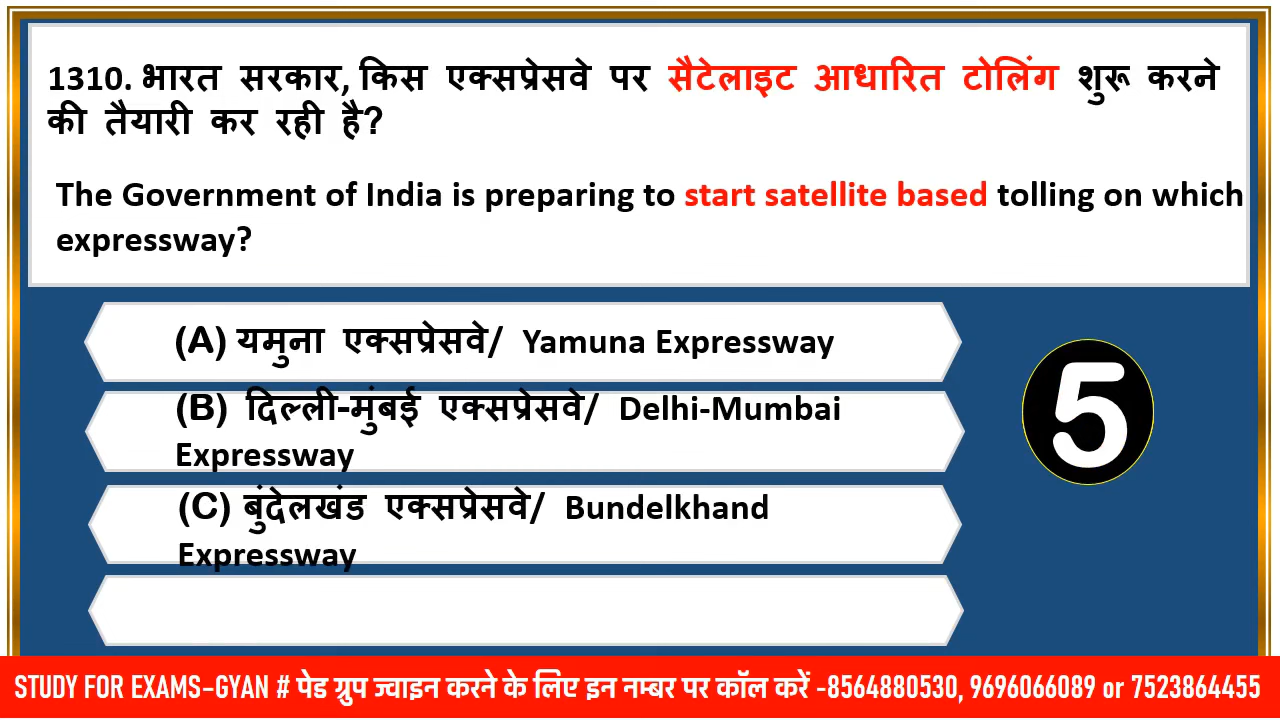 1310. भारत सरकार, किस एक्सप्रेसवे पर सैटेलाइट आधारित टोलिंग शुरू करने
की तैयारी कर रही है?
The Government of India is preparing to start satellite based tolling on which
expressway?
(A) यमुना एक्सप्रेसवे/ Yamuna Expressway
(B) दिल्ली-मुंबई एक्सप्रेसवे/ Delhi-Mumbai
Expressway
5
(C) बुंदेलखंड एक्सप्रेसवे/ Bundelkhand
Expressway
STUDY FOR EXAMS-GYAN # पेड ग्रुप ज्वाइन करने के लिए इन नम्बर पर कॉल करें -8564880530, 9696066089 or 7523864455